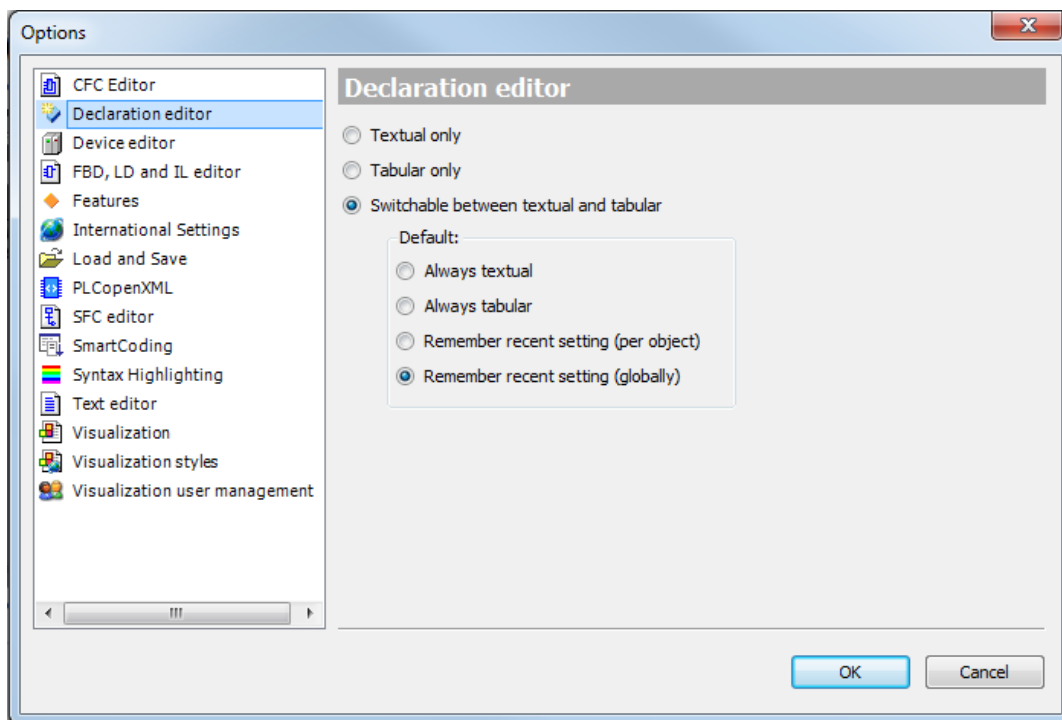 Options
CFC Editor
Declaration editor
Device editor
FBD, LD and IL editor
Features
International Settings
Load and Save
PLCopenXML
SFC editor
SmartCoding
Syntax Highlighting
Text editor
Visualization
Visualization styles
Visualization user management
Declaration editor
Textual only
Tabular only
Switchable between textual and tabular
Default:
Always textual
Always tabular
Remember recent setting (per object)
Remember recent setting (globally)
OK
Cancel